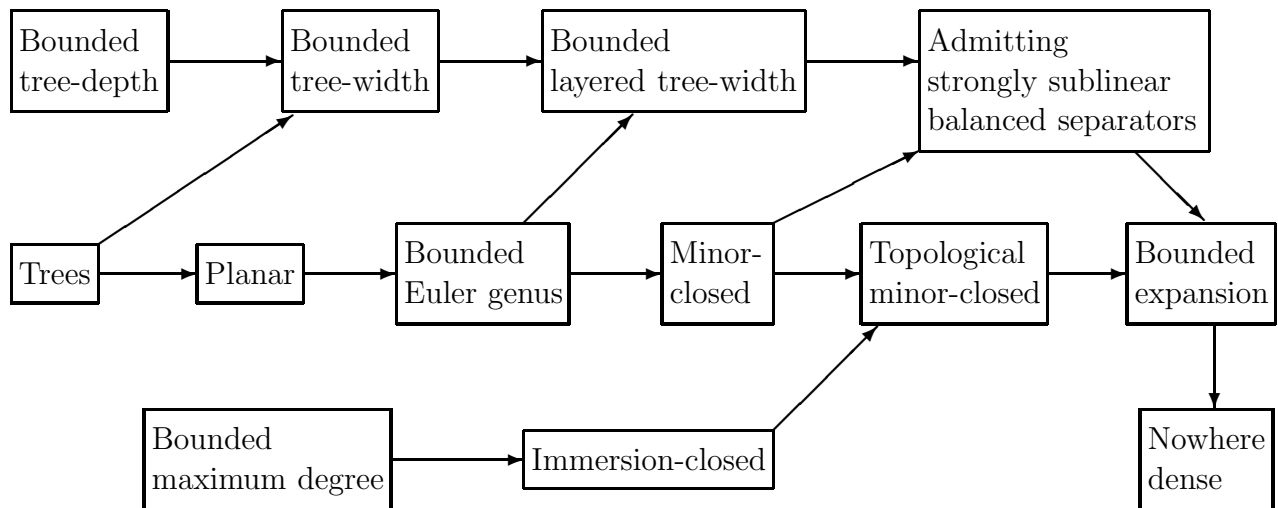 Bounded
tree-depth
Bounded
tree-width
Bounded
layered tree-width
Admitting
strongly sublinear
balanced separators
Trees
Planar
Bounded
Euler genus
Minor-
closed
Topological
minor-closed
Bounded
expansion
Bounded
maximum degree
Immersion-closed
Nowhere
dense